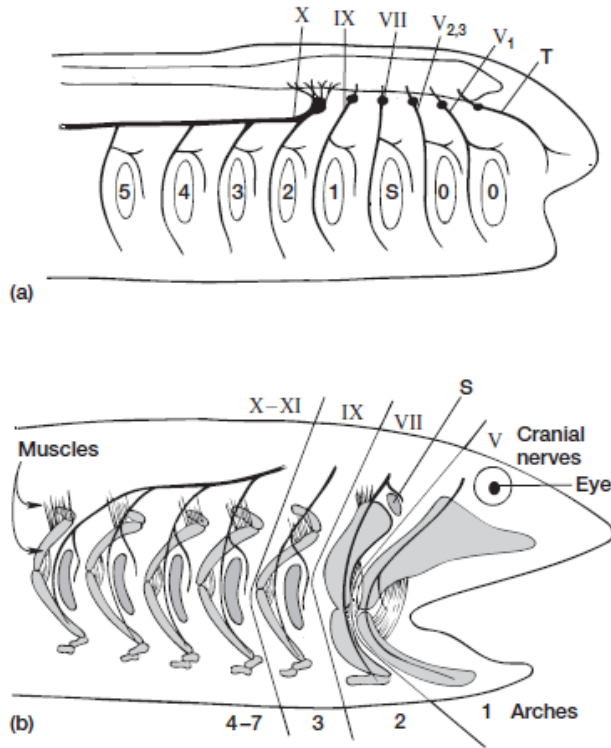 X IX VII V2,3 V1 T
5 4 3 2 1 S 0 0
(a)
X–XI IX VII S
V Cranial
nerves
Muscles
Eye
(b) 4–7 3 2 1 Arches